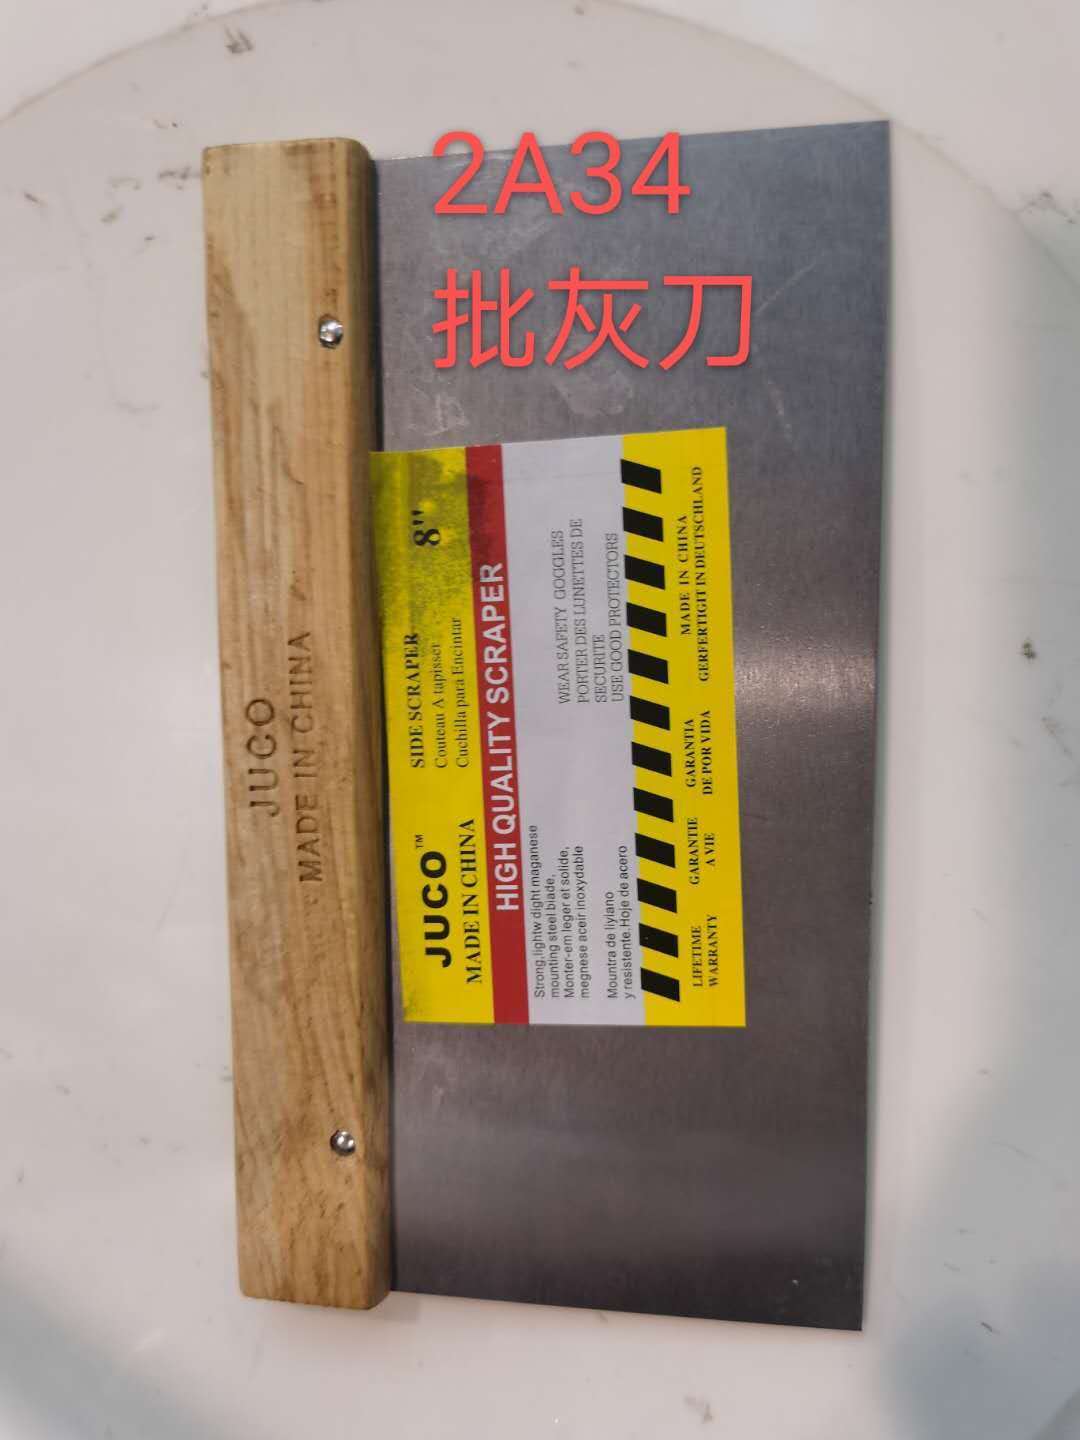 2A34
批灰刀
JUCO
MADE IN CHINA
JUCO™
MADE IN CHINA
SIDE SCRAPER
Couteau A tapisser
Cuchilla para Encintar
8"
HIGH QUALITY SCRAPER
Strong,lightw dight maganese
mounting steel blade,
Monter-em leger et solide,
megnese aceir inoxydable
Mountra de liylano
y resistente.Hoje de acero
WEAR SAFETY GOGGLES
PORTER DES LUNETTES DE
SECURITE
USE GOOD PROTECTORS
LIFETIME
WARRANTY
GARANTIE
A VIE
GARANTIA
DE POR VIDA
MADE IN CHINA
GERFERTIGIT IN DEUTSCHLAND